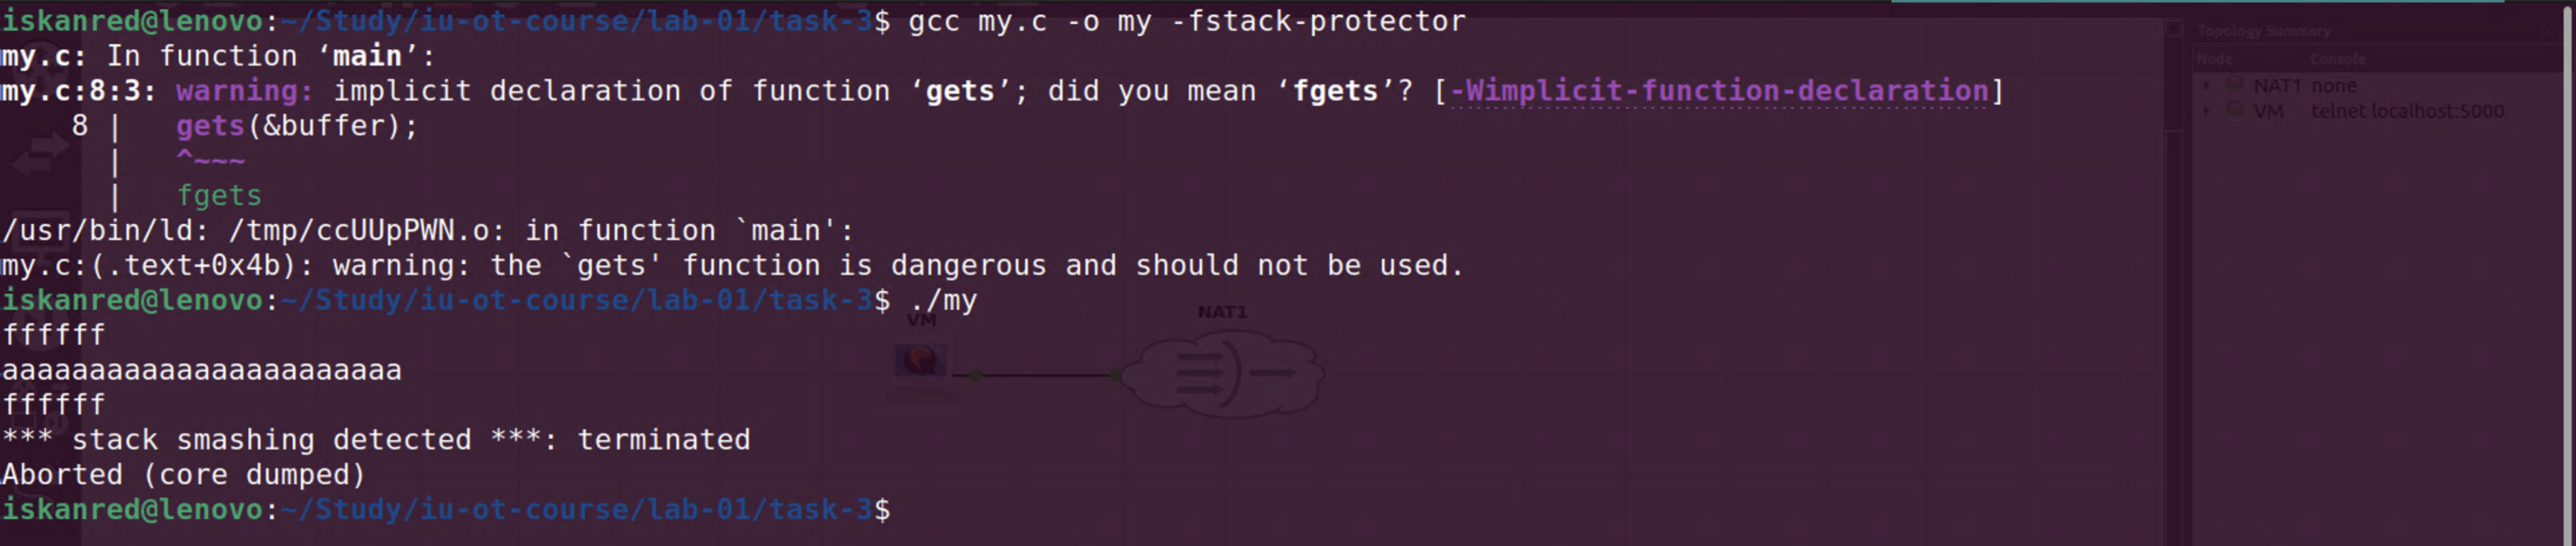 iskanred@lenovo:~/Study/iu-ot-course/lab-01/task-3$ gcc my.c -o my -fstack-protector
my.c: In function ‘main’:
my.c:8:3: warning: implicit declaration of function ‘gets’; did you mean ‘fgets’? [-Wimplicit-function-declaration]
    8 |   gets(&buffer);
      |   ^~~~
      |   fgets
/usr/bin/ld: /tmp/ccUUpPWN.o: in function `main':
my.c:(.text+0x4b): warning: the `gets' function is dangerous and should not be used.
iskanred@lenovo:~/Study/iu-ot-course/lab-01/task-3$ ./my
ffffff
aaaaaaaaaaaaaaaaaaaaaaa
ffffff
*** stack smashing detected ***: terminated
Aborted (core dumped)
iskanred@lenovo:~/Study/iu-ot-course/lab-01/task-3$
VM
NAT1
Topology Summary
Node Console
NAT1 none
VM telnet localhost:5000